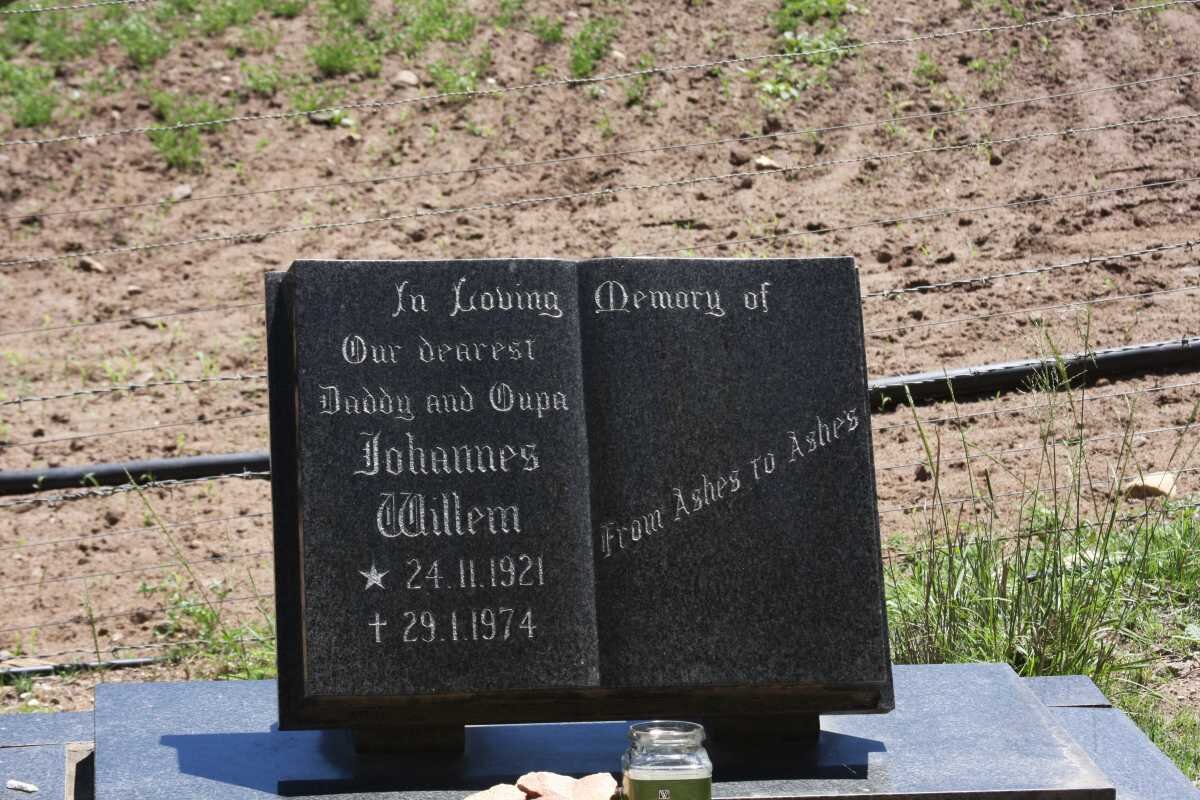 In Loving Memory of
Our dearest
Daddy and Oupa
Johannes
Willem
★ 24.11.1921
✝ 29.1.1974
From Ashes to Ashes
W